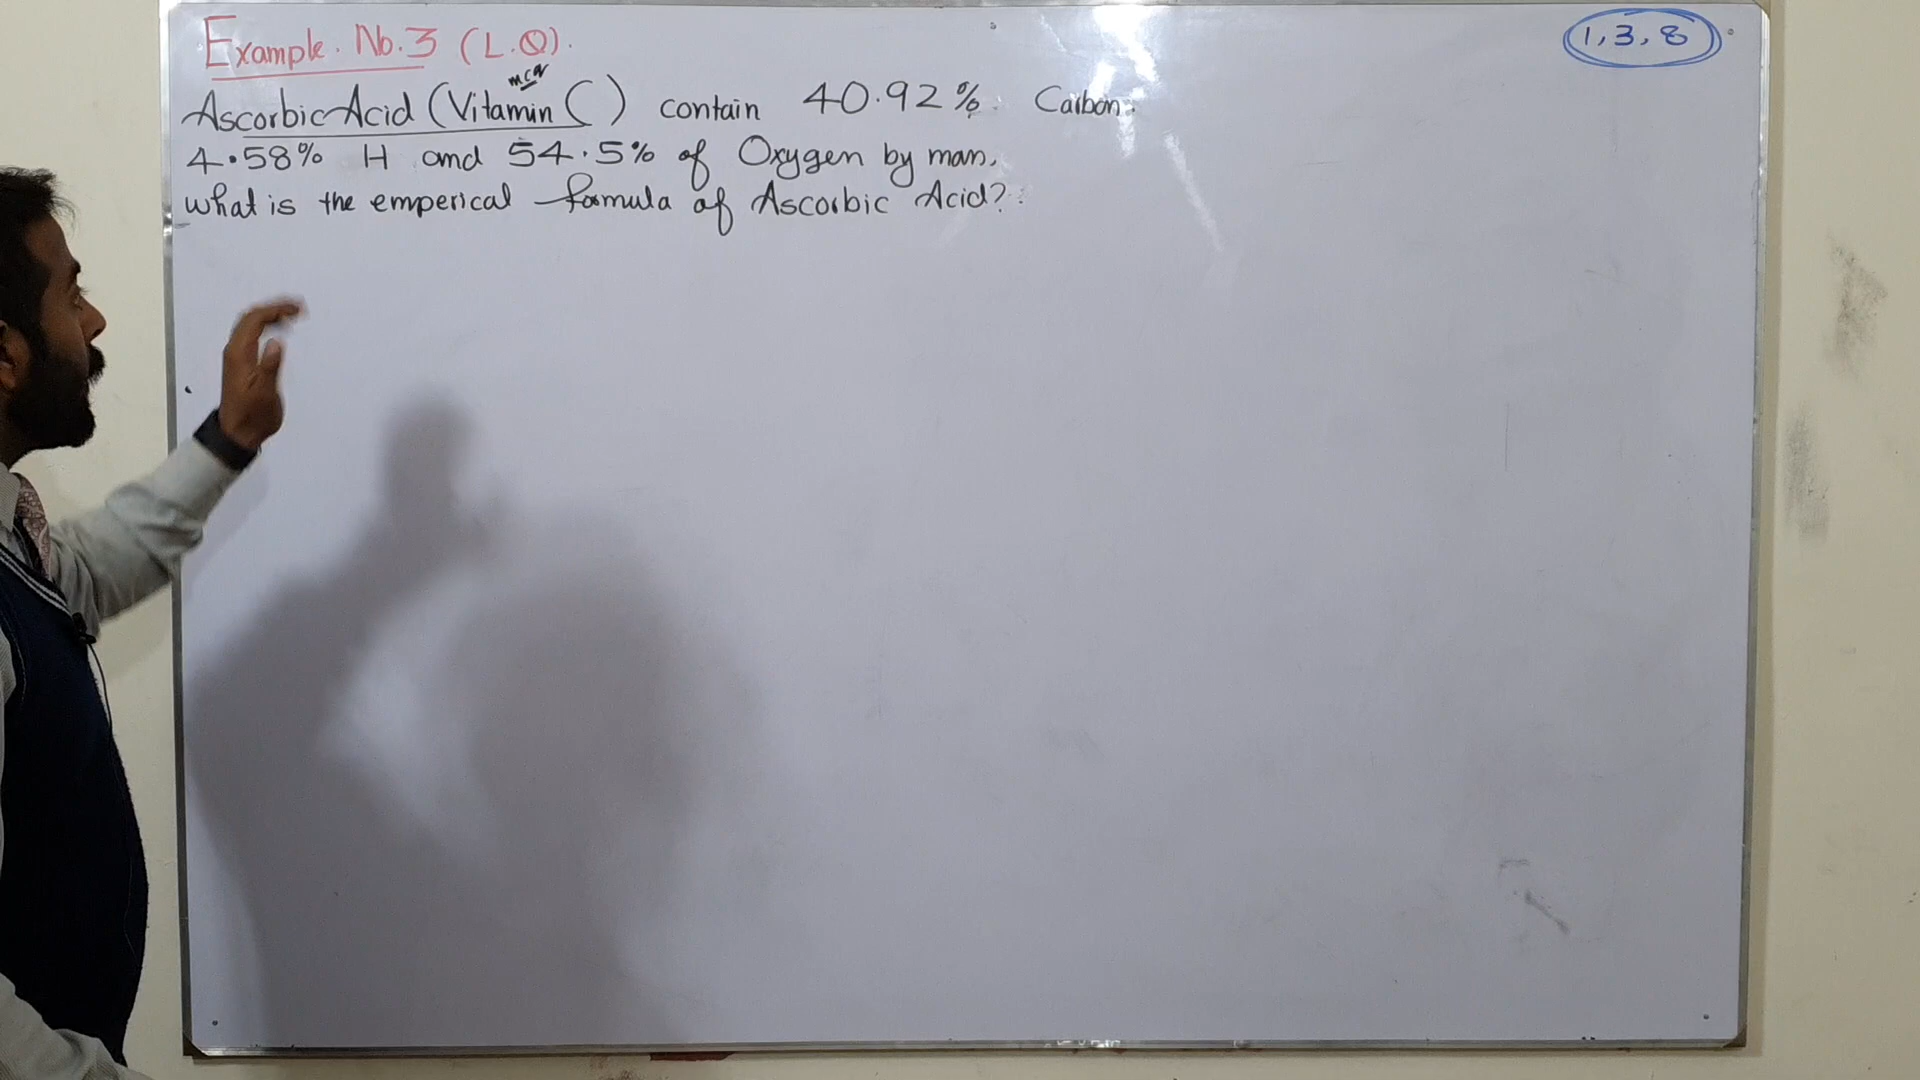 Example. No.3 (L.Q).
1, 3, 8
mcq
Ascorbic Acid (Vitamin C) contain 40.92% Carbon.
4.58% H and 54.5% of Oxygen by mass.
what is the emperical formula of Ascorbic Acid?